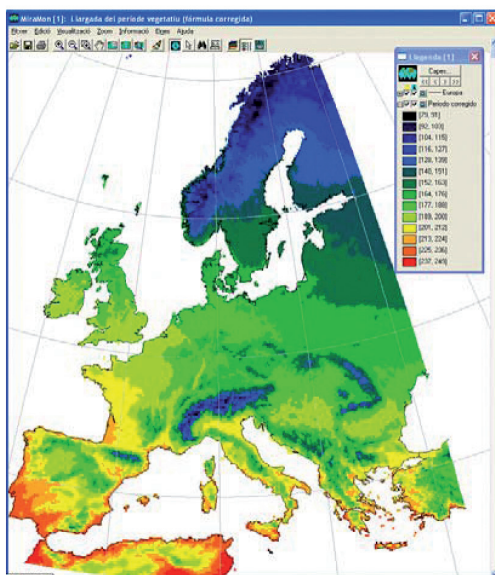 MiraMon [1]: Llargada del període vegetatiu (fórmula corregida)
Fitxer Edició Visualització Zoom Informació Eines Ajuda
Llegenda [1]
Capes...
Europa
Període corregido
[79, 91]
[92, 103]
[104, 115]
[116, 127]
[128, 139]
[140, 151]
[152, 163]
[164, 176]
[177, 188]
[189, 200]
[201, 212]
[213, 224]
[225, 236]
[237, 249]